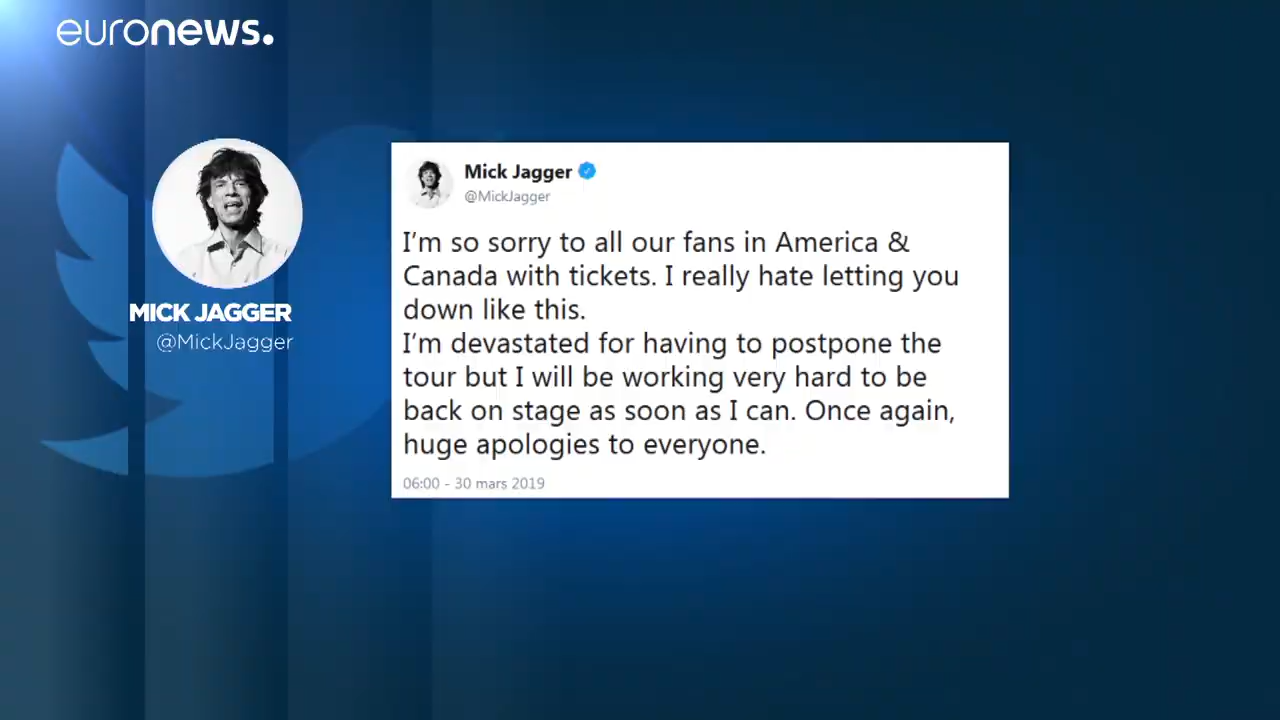 euronews.
MICK JAGGER
@MickJagger
Mick Jagger
@MickJagger
I'm so sorry to all our fans in America &
Canada with tickets. I really hate letting you
down like this.
I'm devastated for having to postpone the
tour but I will be working very hard to be
back on stage as soon as I can. Once again,
huge apologies to everyone.
06:00 - 30 mars 2019